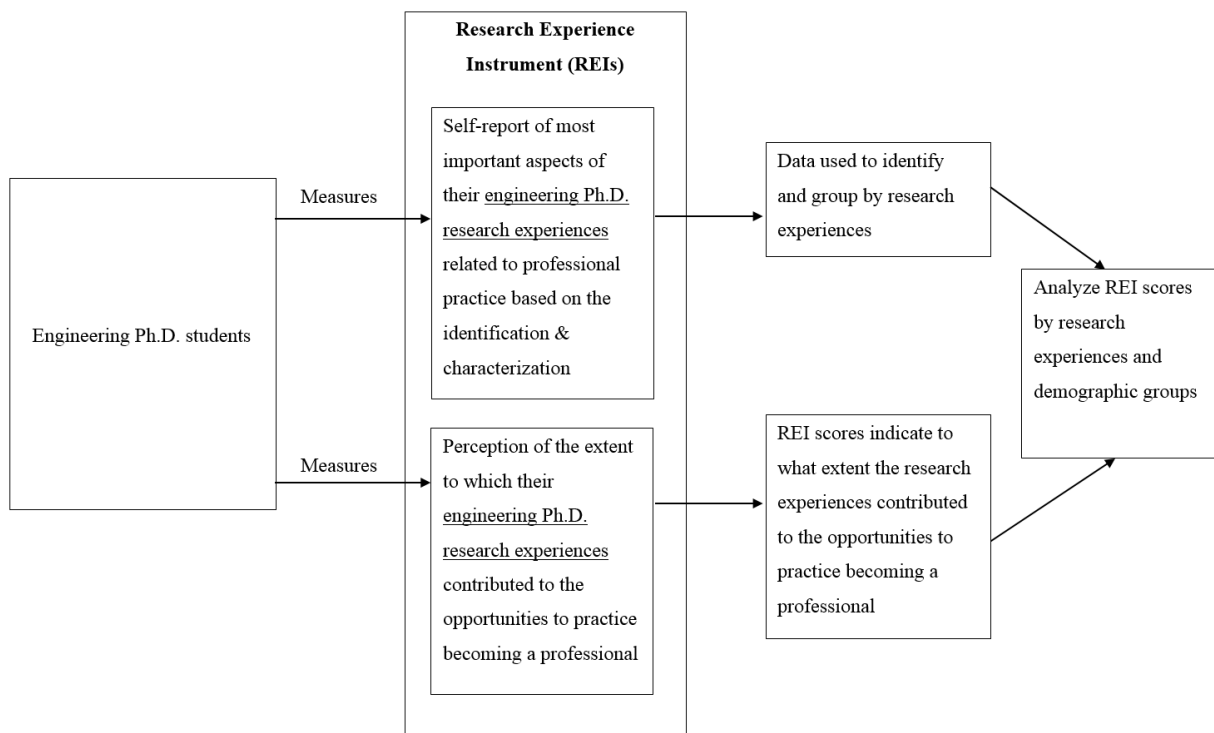 Research Experience
Instrument (REIs)
Engineering Ph.D. students
Measures
Self-report of most
important aspects of
their engineering Ph.D.
research experiences
related to professional
practice based on the
identification &
characterization
Data used to identify
and group by research
experiences
Measures
Perception of the extent
to which their
engineering Ph.D.
research experiences
contributed to the
opportunities to practice
becoming a professional
REI scores indicate to
what extent the research
experiences contributed
to the opportunities to
practice becoming a
professional
Analyze REI scores
by research
experiences and
demographic groups